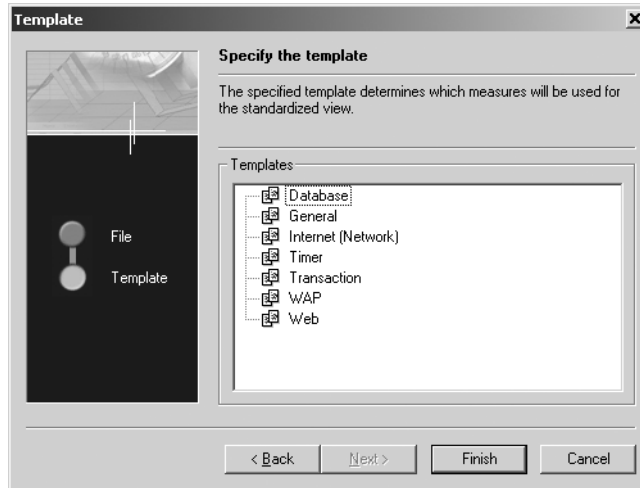 Template
Specify the template
The specified template determines which measures will be used for
the standardized view.
Templates
Database
General
Internet (Network)
Timer
Transaction
WAP
Web
File
Template
< Back
Next >
Finish
Cancel